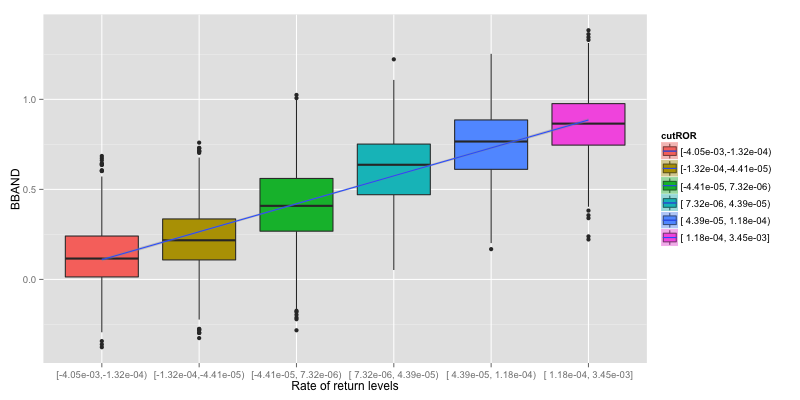 BBAND
1.0
0.5
0.0
[-4.05e-03,-1.32e-04) [-1.32e-04,-4.41e-05) [-4.41e-05, 7.32e-06) [ 7.32e-06, 4.39e-05) [ 4.39e-05, 1.18e-04) [ 1.18e-04, 3.45e-03]
Rate of return levels
cutROR
[-4.05e-03,-1.32e-04)
[-1.32e-04,-4.41e-05)
[-4.41e-05, 7.32e-06)
[ 7.32e-06, 4.39e-05)
[ 4.39e-05, 1.18e-04)
[ 1.18e-04, 3.45e-03]